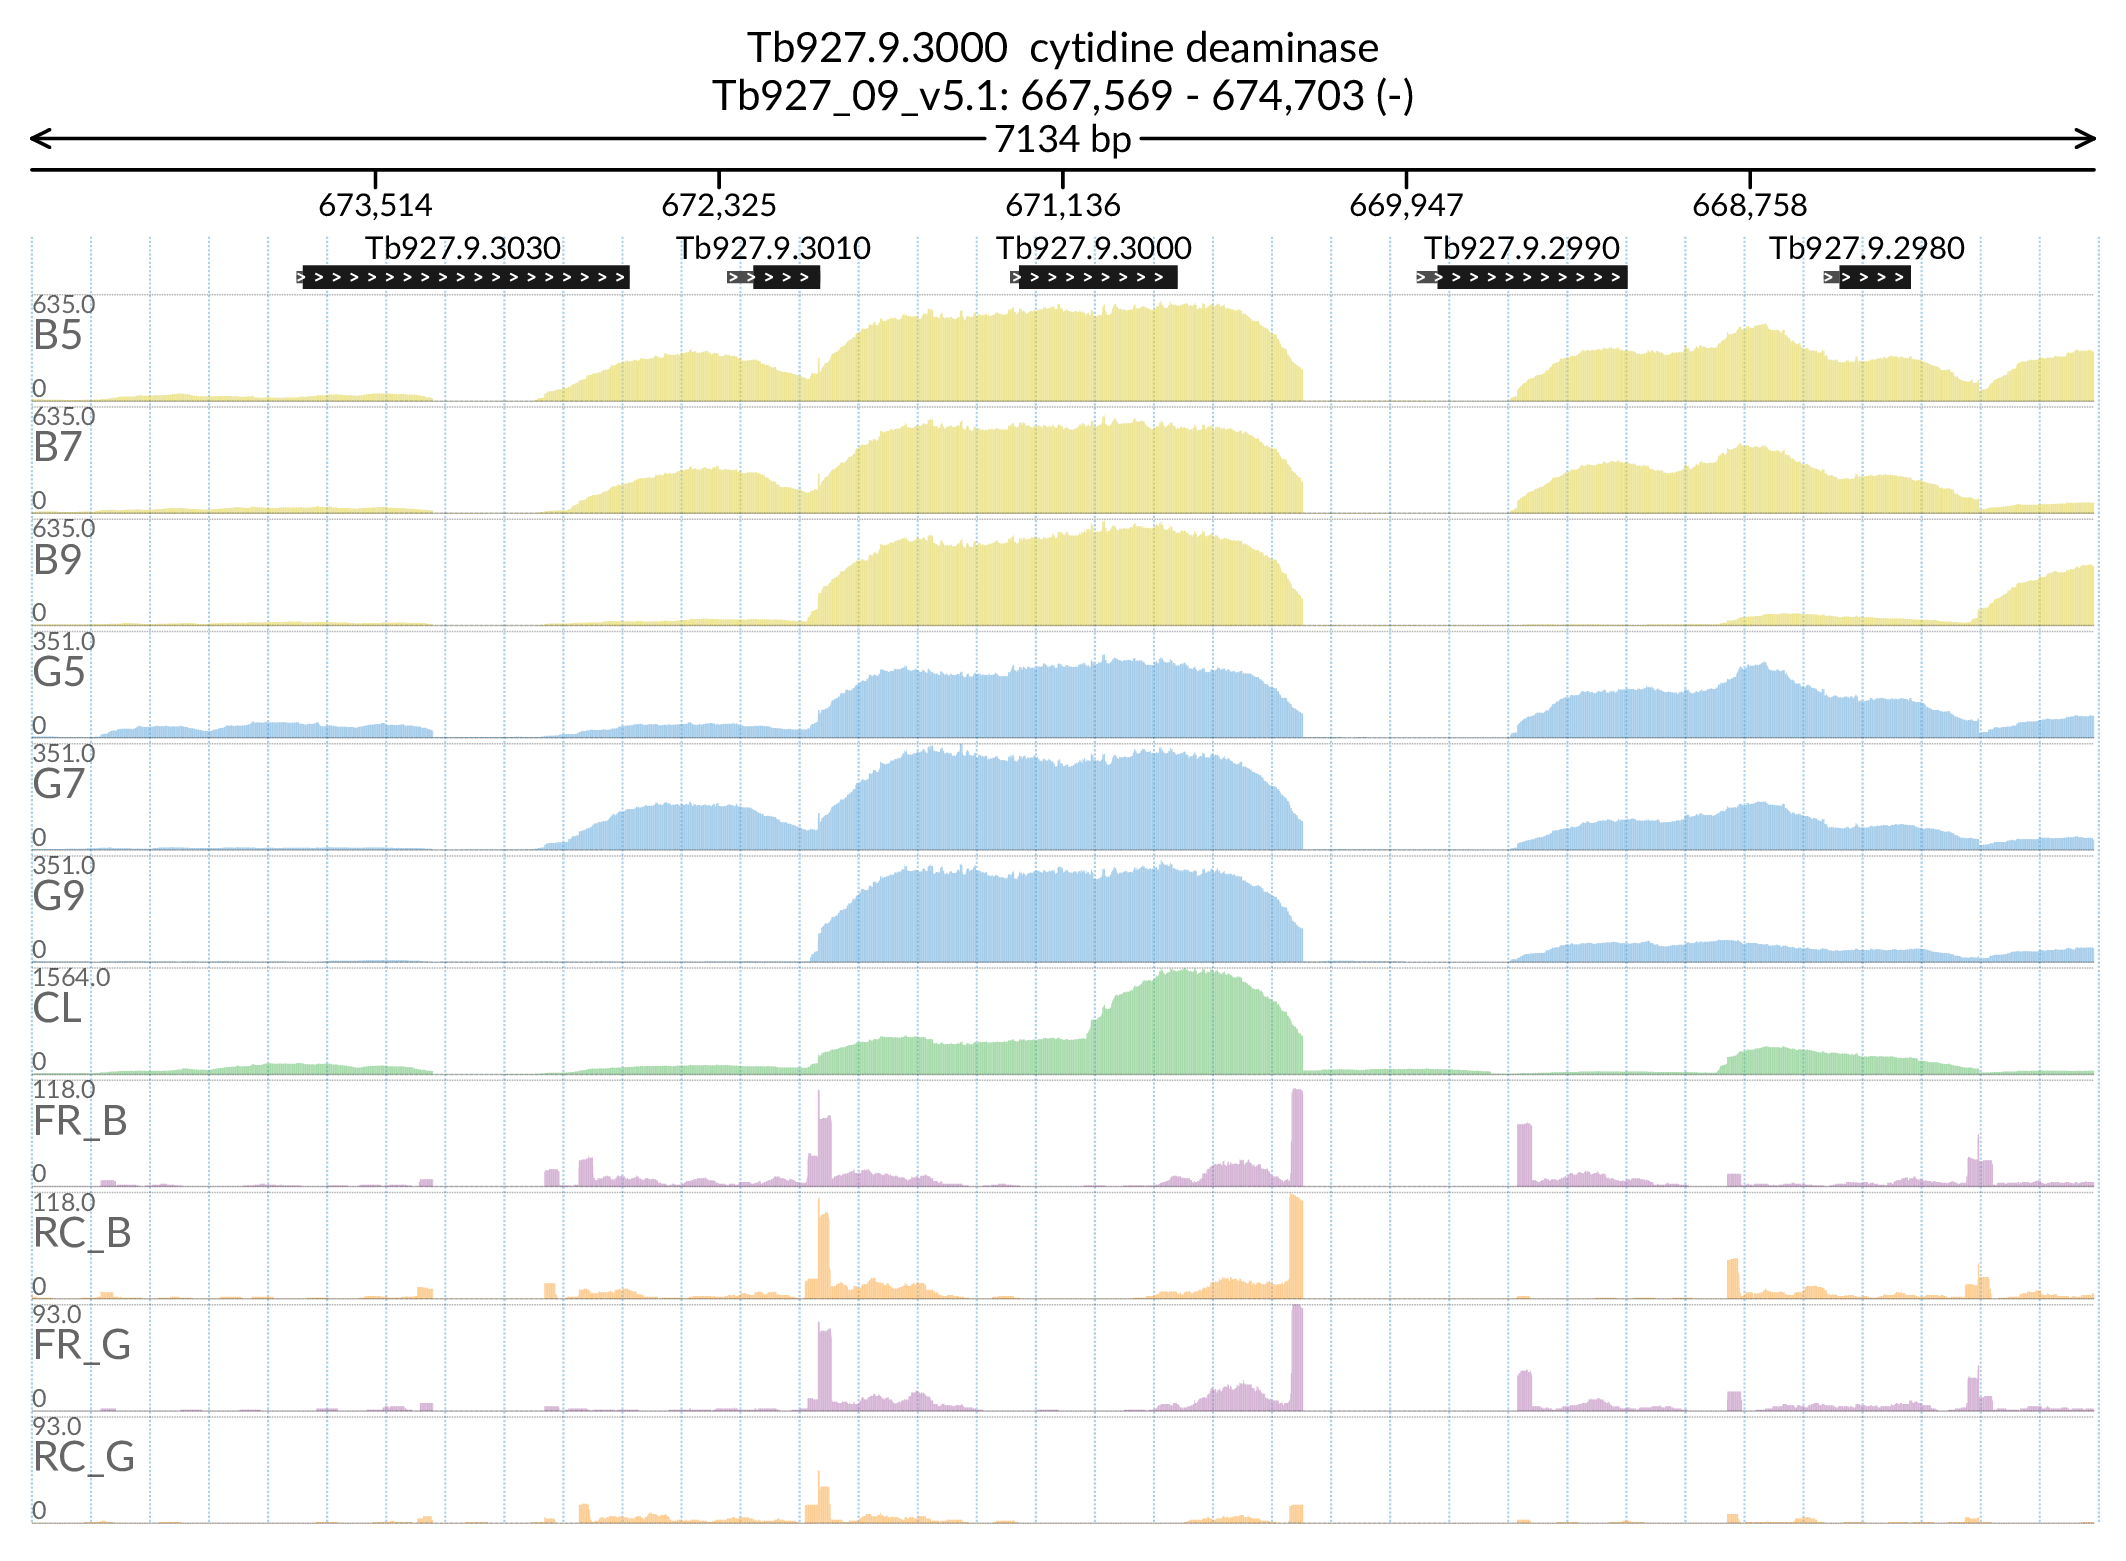 Tb927.9.3000  cytidine deaminase
Tb927_09_v5.1: 667,569 - 674,703 (-)
7134 bp
673,514 672,325 671,136 669,947 668,758
Tb927.9.3030 Tb927.9.3010 Tb927.9.3000 Tb927.9.2990 Tb927.9.2980
635.0
B5
0
635.0
B7
0
635.0
B9
0
351.0
G5
0
351.0
G7
0
351.0
G9
0
1564.0
CL
0
118.0
FR_B
0
118.0
RC_B
0
93.0
FR_G
0
93.0
RC_G
0